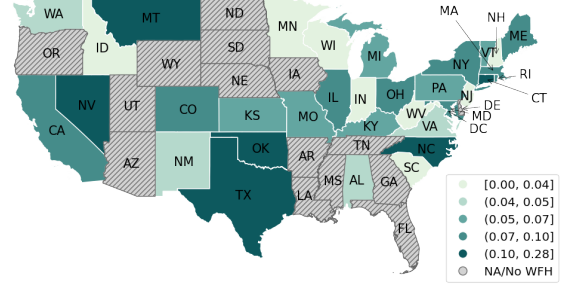 MA
NH
WA
MT
ND
MN
ME
VT
OR
ID
SD
WI
MI
NY
WY
IA
RI
NE
PA
NV
UT
IL
IN
OH
NJ
CT
CO
KS
MO
WV
DE
MD
DC
CA
KY
VA
OK
TN
NC
AZ
NM
AR
SC
MS
AL
GA
TX
LA
FL
[0.00, 0.04]
(0.04, 0.05]
(0.05, 0.07]
(0.07, 0.10]
(0.10, 0.28]
NA/No WFH